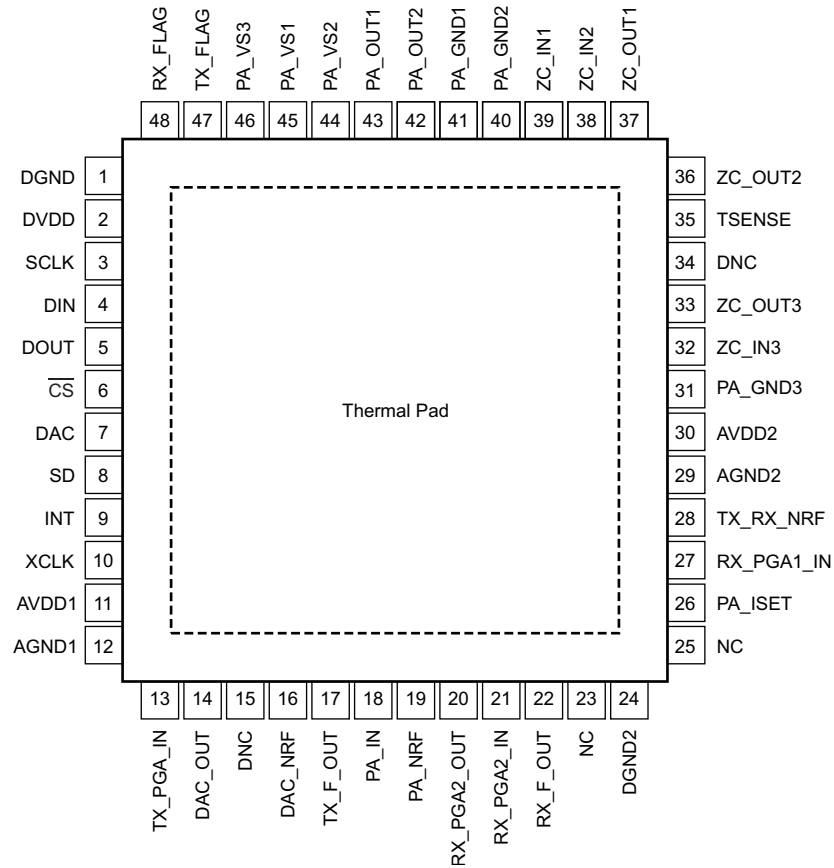 RX_FLAG
TX_FLAG
PA_VS3
PA_VS1
PA_VS2
PA_OUT1
PA_OUT2
PA_GND1
PA_GND2
ZC_IN1
ZC_IN2
ZC_OUT1
48 47 46 45 44 43 42 41 40 39 38 37
DGND 1
DVDD 2
SCLK 3
DIN 4
DOUT 5
CS 6
DAC 7
SD 8
INT 9
XCLK 10
AVDD1 11
AGND1 12
Thermal Pad
36 ZC_OUT2
35 TSENSE
34 DNC
33 ZC_OUT3
32 ZC_IN3
31 PA_GND3
30 AVDD2
29 AGND2
28 TX_RX_NRF
27 RX_PGA1_IN
26 PA_ISET
25 NC
13 14 15 16 17 18 19 20 21 22 23 24
TX_PGA_IN
DAC_OUT
DNC
DAC_NRF
TX_F_OUT
PA_IN
PA_NRF
RX_PGA2_OUT
RX_PGA2_IN
RX_F_OUT
NC
DGND2